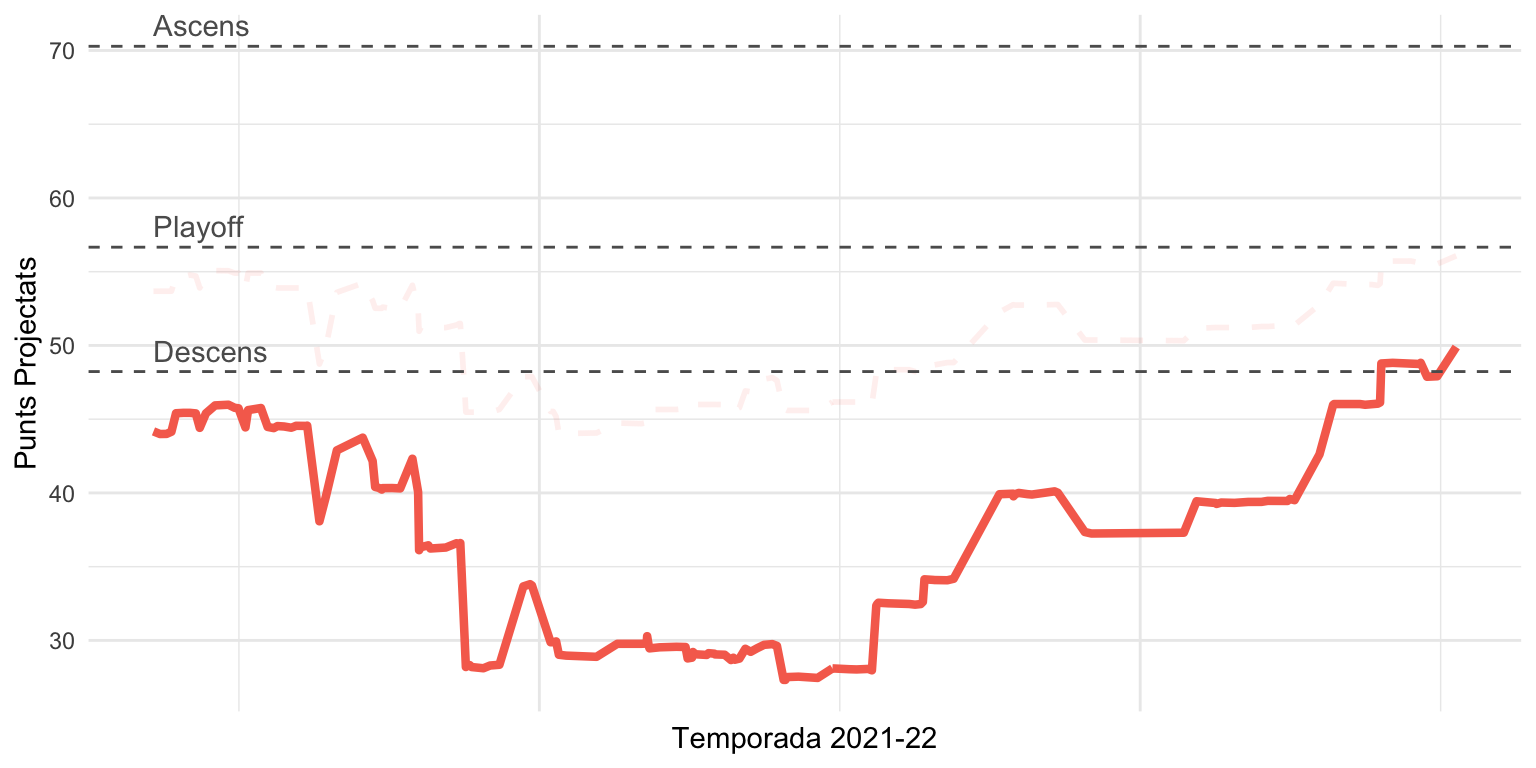 Ascens
70
60
Playoff
50
Descens
40
30
Punts Projectats
Temporada 2021-22